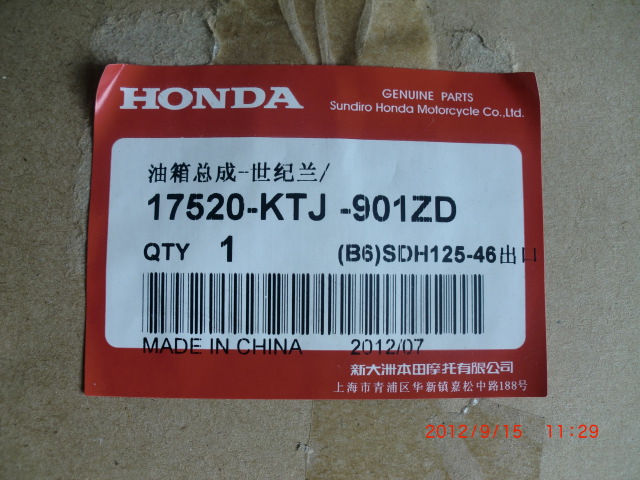 HONDA
GENUINE PARTS
Sundiro Honda Motorcycle Co.,Ltd.
油箱总成-世纪兰/
17520-KTJ -901ZD
QTY 1 (B6)SDH125-46出口
MADE IN CHINA 2012/07
新大洲本田摩托有限公司
上海市青浦区华新镇嘉松中路188号
2012/9/15 11:29